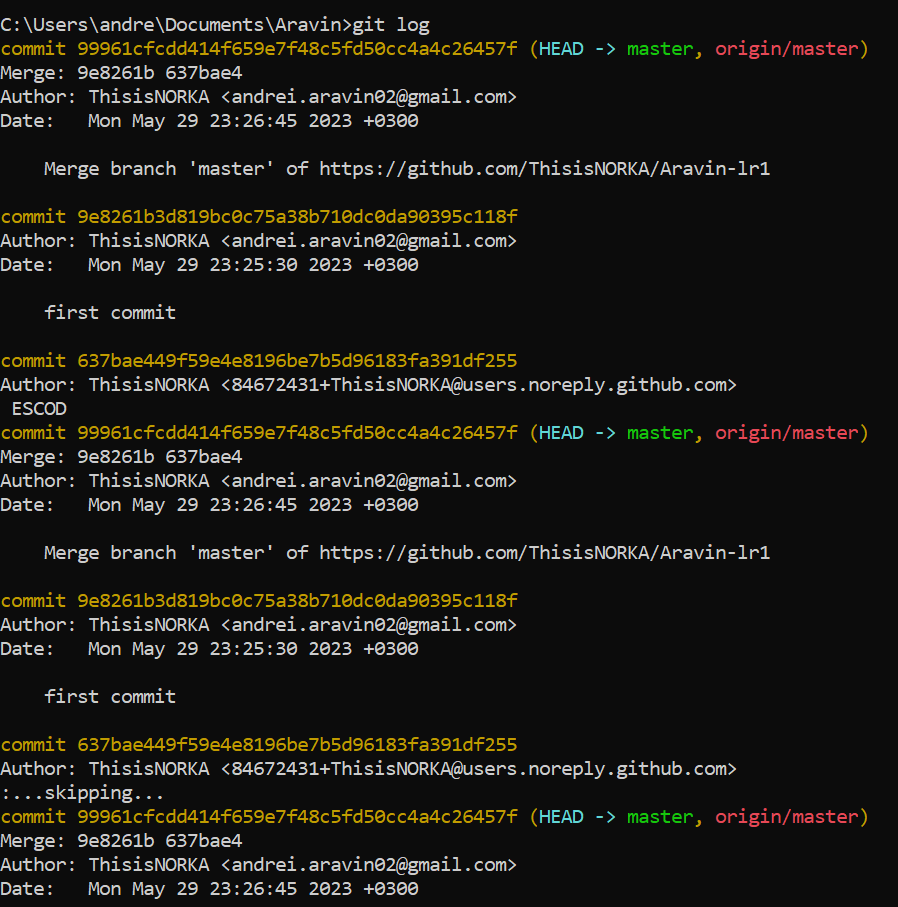 C:\Users\andre\Documents\Aravin>git log
commit 99961cfcdd414f659e7f48c5fd50cc4a4c26457f (HEAD -> master, origin/master)
Merge: 9e8261b 637bae4
Author: ThisisNORKA <andrei.aravin02@gmail.com>
Date:   Mon May 29 23:26:45 2023 +0300
Merge branch 'master' of https://github.com/ThisisNORKA/Aravin-lr1
commit 9e8261b3d819bc0c75a38b710dc0da90395c118f
Author: ThisisNORKA <andrei.aravin02@gmail.com>
Date:   Mon May 29 23:25:30 2023 +0300
first commit
commit 637bae449f59e4e8196be7b5d96183fa391df255
Author: ThisisNORKA <84672431+ThisisNORKA@users.noreply.github.com>
ESCOD
commit 99961cfcdd414f659e7f48c5fd50cc4a4c26457f (HEAD -> master, origin/master)
Merge: 9e8261b 637bae4
Author: ThisisNORKA <andrei.aravin02@gmail.com>
Date:   Mon May 29 23:26:45 2023 +0300
Merge branch 'master' of https://github.com/ThisisNORKA/Aravin-lr1
commit 9e8261b3d819bc0c75a38b710dc0da90395c118f
Author: ThisisNORKA <andrei.aravin02@gmail.com>
Date:   Mon May 29 23:25:30 2023 +0300
first commit
commit 637bae449f59e4e8196be7b5d96183fa391df255
Author: ThisisNORKA <84672431+ThisisNORKA@users.noreply.github.com>
:...skipping...
commit 99961cfcdd414f659e7f48c5fd50cc4a4c26457f (HEAD -> master, origin/master)
Merge: 9e8261b 637bae4
Author: ThisisNORKA <andrei.aravin02@gmail.com>
Date:   Mon May 29 23:26:45 2023 +0300